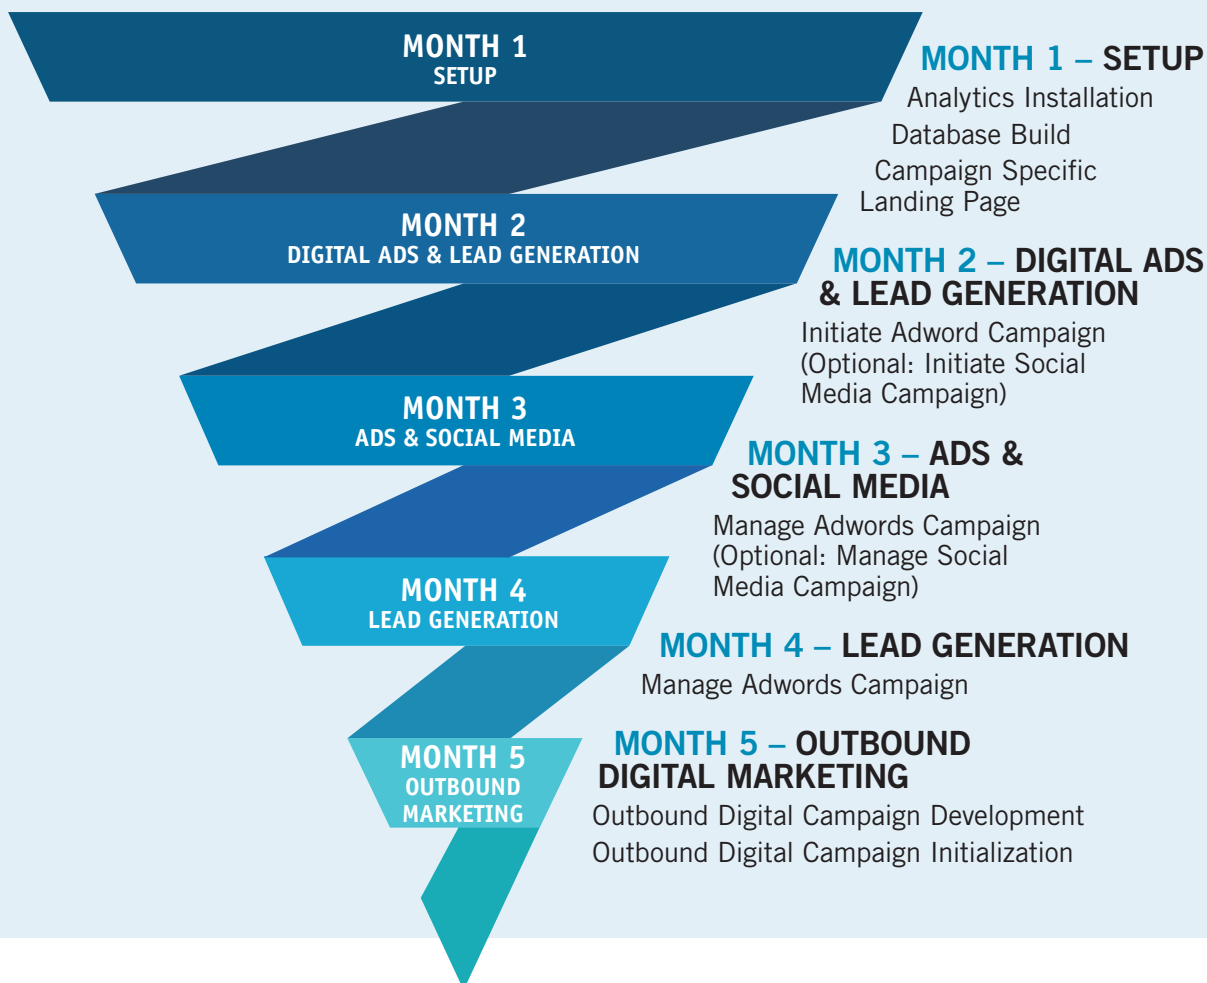 MONTH 1
SETUP
MONTH 1 – SETUP
Analytics Installation
Database Build
Campaign Specific
Landing Page
MONTH 2
DIGITAL ADS & LEAD GENERATION
MONTH 2 – DIGITAL ADS
& LEAD GENERATION
Initiate Adword Campaign
(Optional: Initiate Social
Media Campaign)
MONTH 3
ADS & SOCIAL MEDIA
MONTH 3 – ADS &
SOCIAL MEDIA
Manage Adwords Campaign
(Optional: Manage Social
Media Campaign)
MONTH 4
LEAD GENERATION
MONTH 4 – LEAD GENERATION
Manage Adwords Campaign
MONTH 5
OUTBOUND
MARKETING
MONTH 5 – OUTBOUND
DIGITAL MARKETING
Outbound Digital Campaign Development
Outbound Digital Campaign Initialization